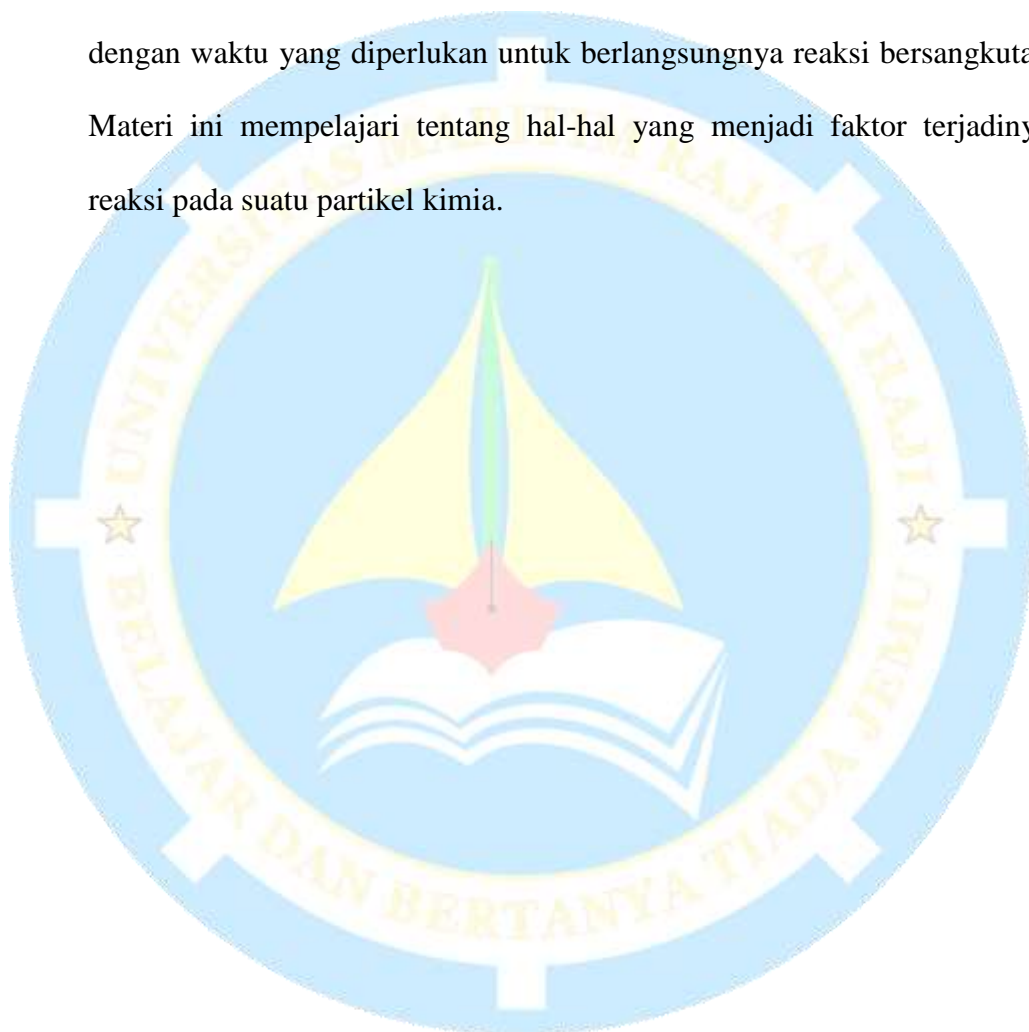 dengan waktu yang diperlukan untuk berlangsungnya reaksi bersangkuta
Materi ini mempelajari tentang hal-hal yang menjadi faktor terjadiny
reaksi pada suatu partikel kimia.
UNIVERSITAS MARITIM RAJA ALI HAJI
BELAJAR DAN BERTANYA TIADA JEMU